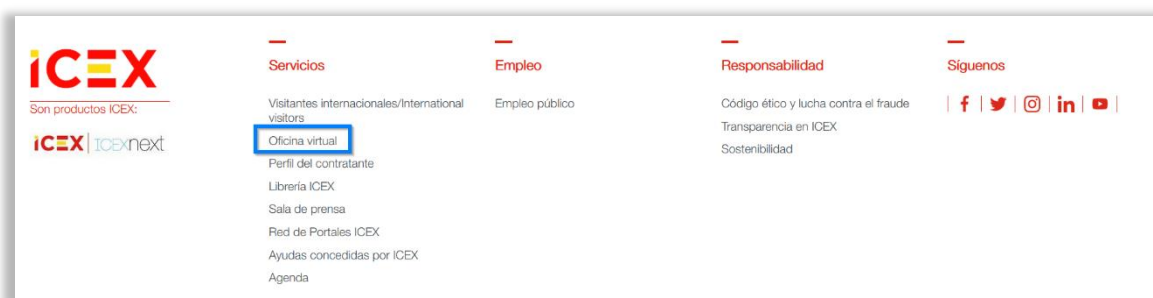 ICEX
Son productos ICEX:
ICEX ICEXnext
Servicios
Visitantes internacionales/International
visitors
Oficina virtual
Perfil del contratante
Librería ICEX
Sala de prensa
Red de Portales ICEX
Ayudas concedidas por ICEX
Agenda
Empleo
Empleo público
Responsabilidad
Código ético y lucha contra el fraude
Transparencia en ICEX
Sostenibilidad
Síguenos